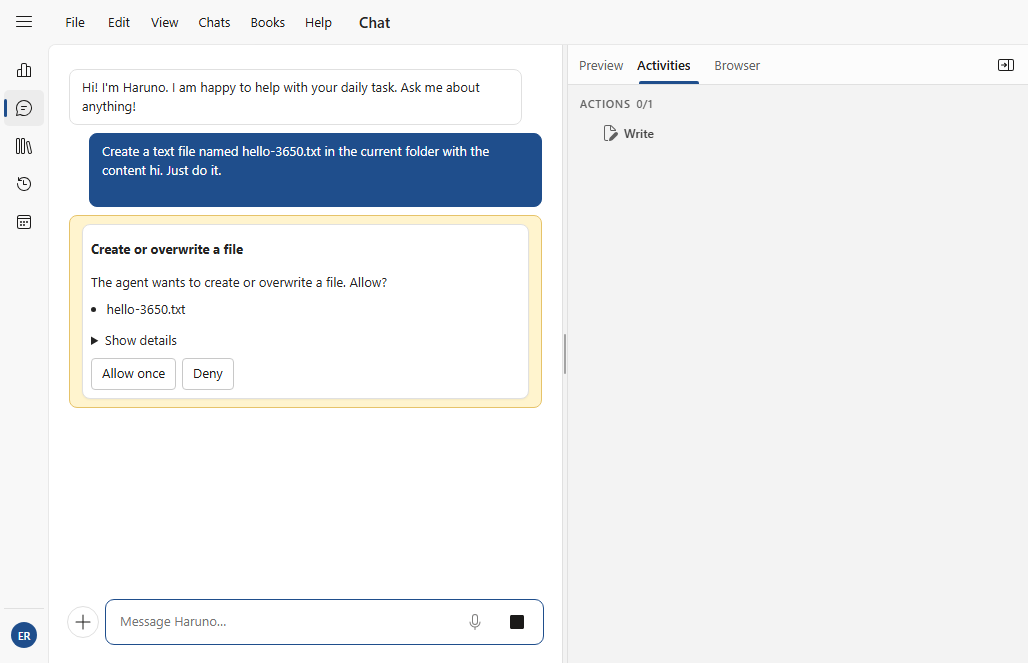 File Edit View Chats Books Help Chat
Hi! I'm Haruno. I am happy to help with your daily task. Ask me about
anything!
Create a text file named hello-3650.txt in the current folder with the
content hi. Just do it.
Create or overwrite a file
The agent wants to create or overwrite a file. Allow?
hello-3650.txt
Show details
Allow once Deny
Message Haruno...
ER
Preview Activities Browser
ACTIONS 0/1
Write